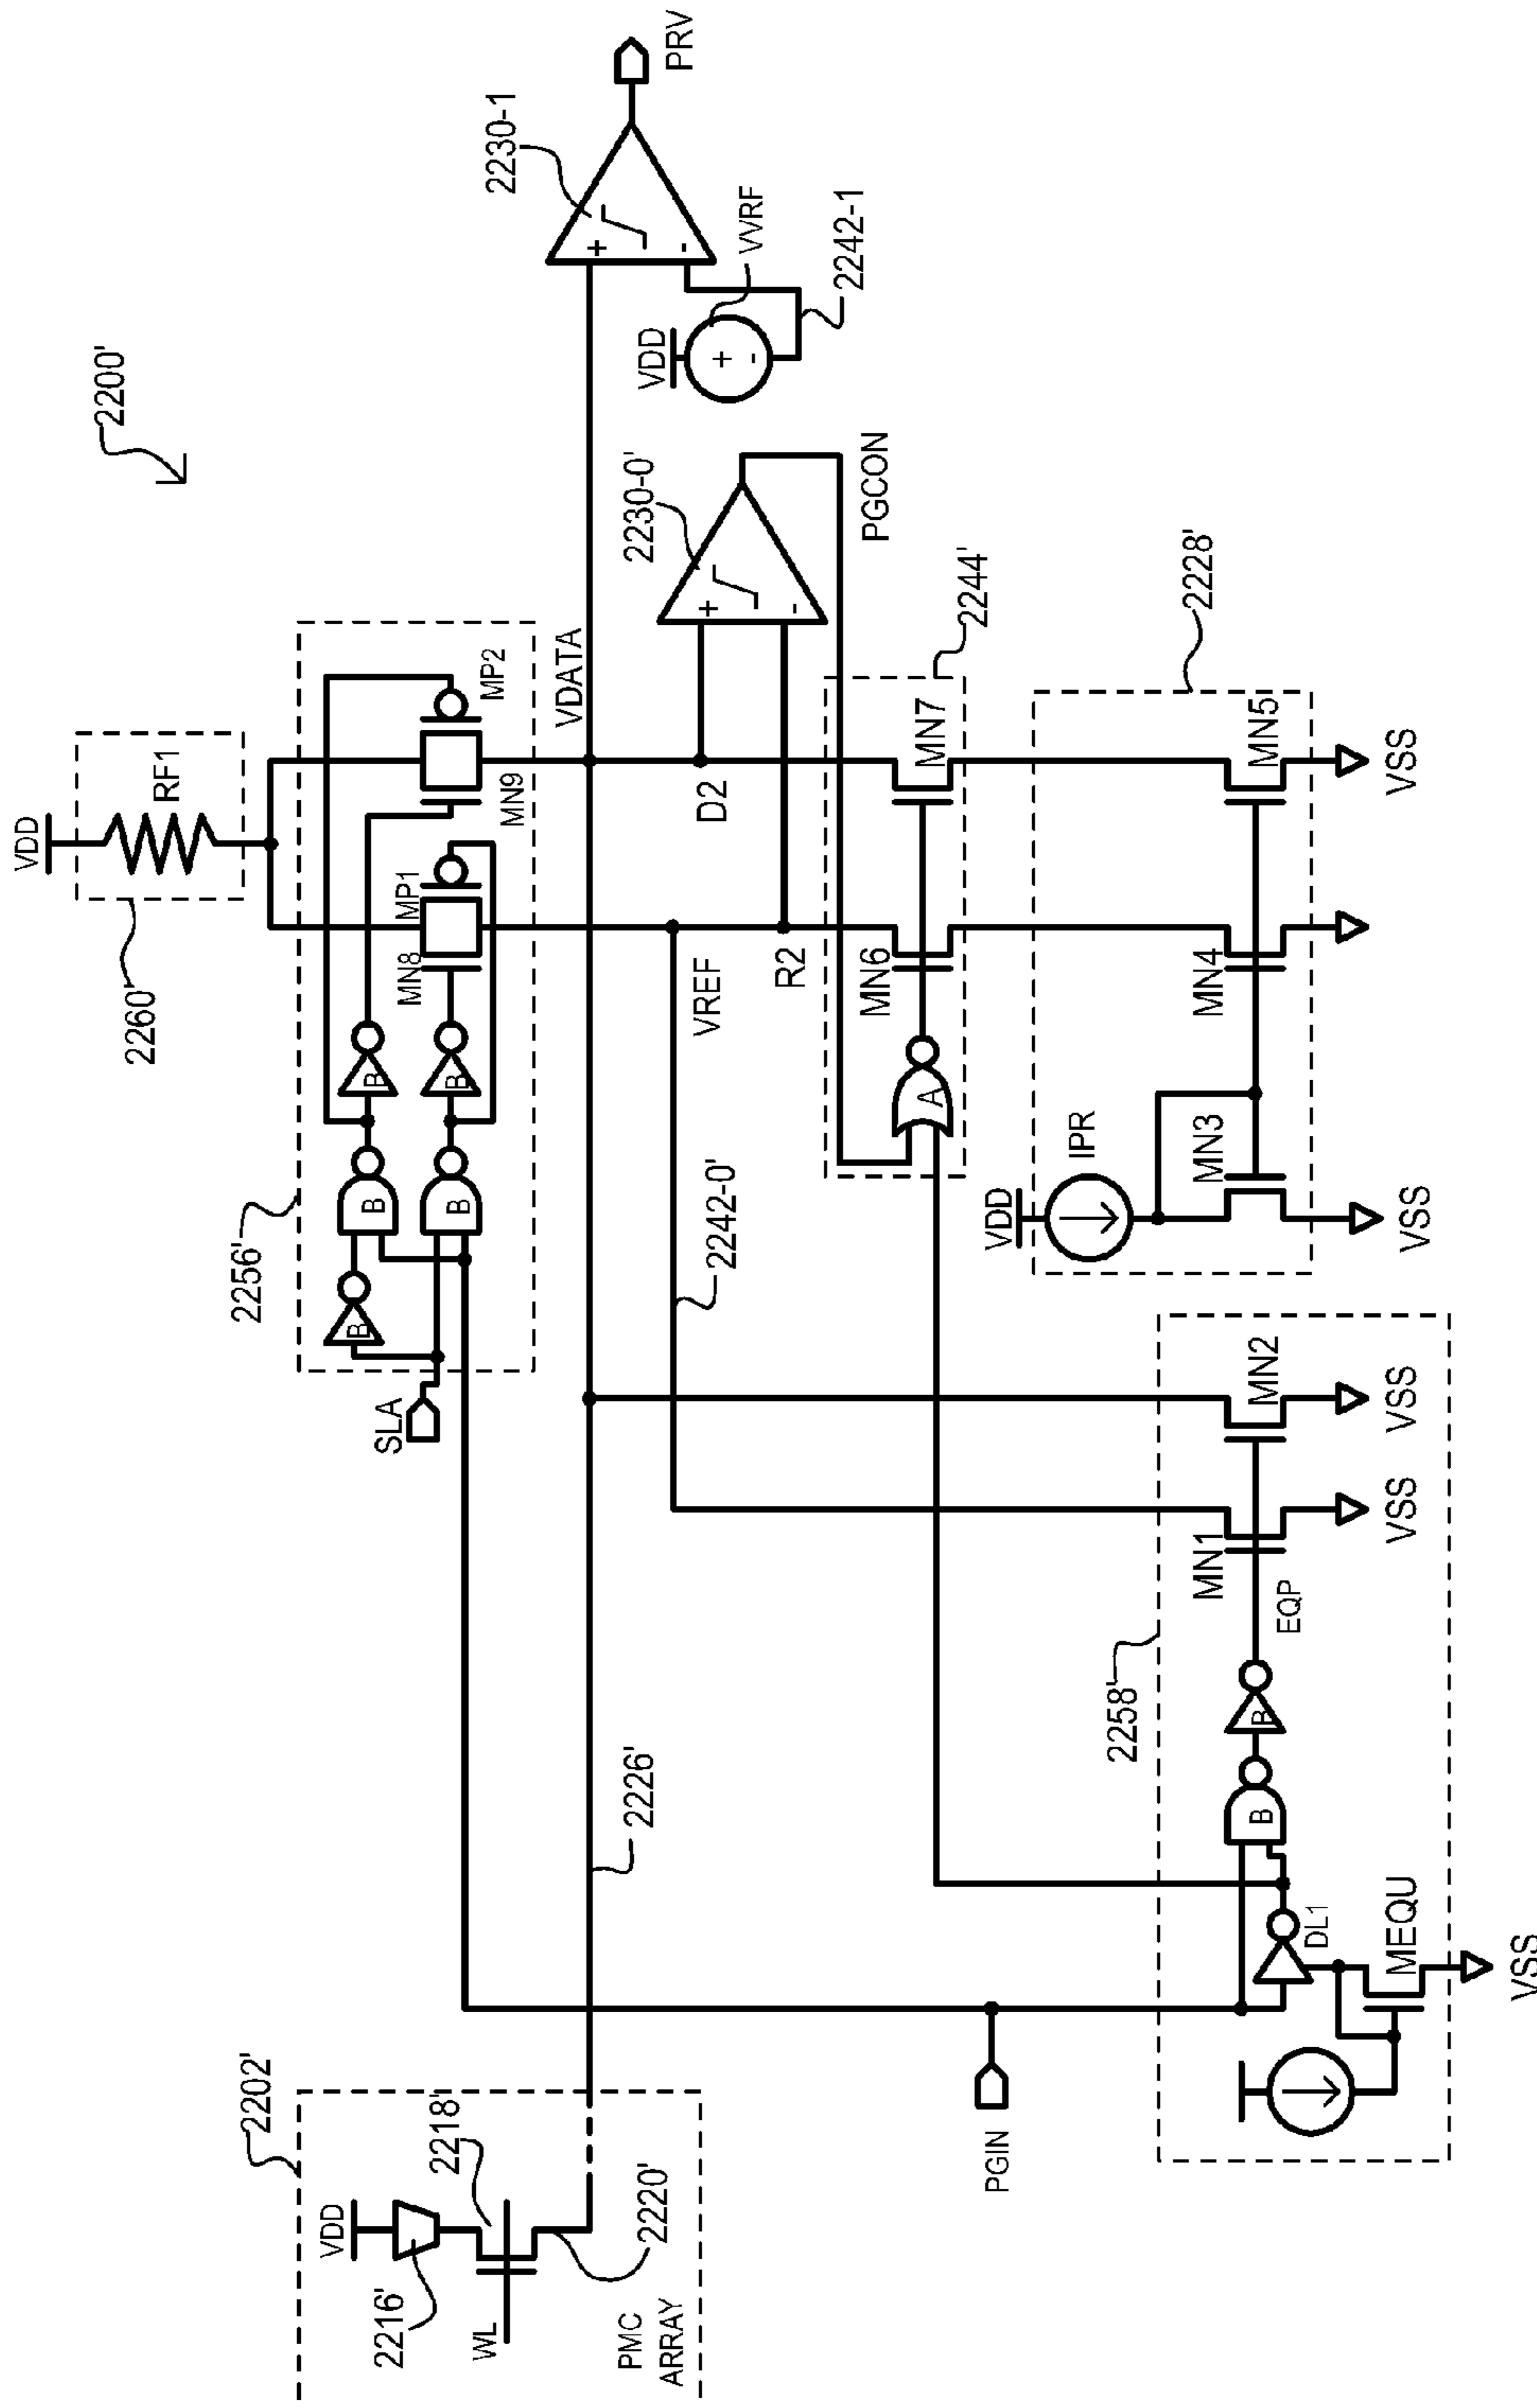 2200'
VDD
RF1
2260'
2256'
MP2
MP1
MN9
MN8
B
B
B
B
B
SLA
VDATA
2230-1
PRV
+
-
VDD
+
-
VVRF
2242-1
2230-0'
+
-
PGCON
D2
R2
VREF
2242-0'
2244'
MN7
MN6
A
2228'
MN5
MN4
MN3
IPR
VDD
VSS
VSS
2202'
VDD
2216'
2218'
2220'
WL
PMC
ARRAY
2226'
PGIN
2258'
MN1
MN2
EQP
B
B
DL1
MEQU
VSS
VSS
VSS